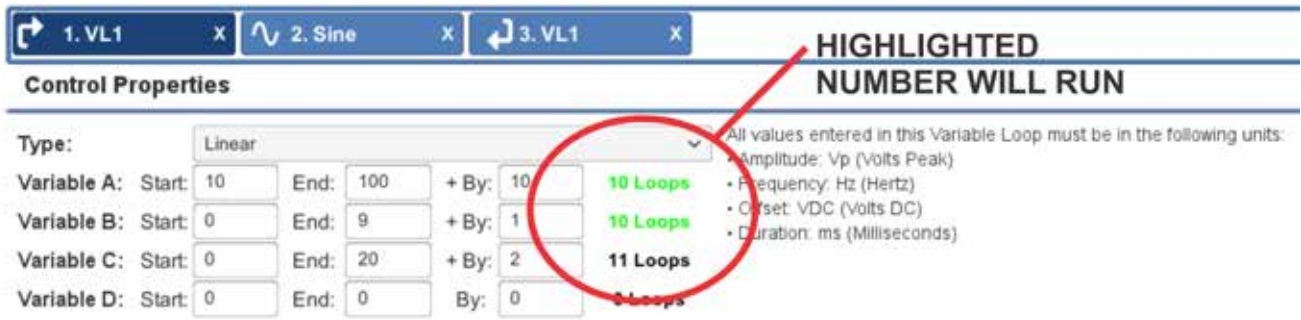 1. VL1 X 2. Sine X 3. VL1 X
HIGHLIGHTED
NUMBER WILL RUN
Control Properties
Type: Linear
All values entered in this Variable Loop must be in the following units:
• Amplitude: Vp (Volts Peak)
• Frequency: Hz (Hertz)
• Offset: VDC (Volts DC)
• Duration: ms (Milliseconds)
Variable A: Start: 10 End: 100 + By: 10 10 Loops
Variable B: Start: 0 End: 9 + By: 1 10 Loops
Variable C: Start: 0 End: 20 + By: 2 11 Loops
Variable D: Start: 0 End: 0 By: 0 0 Loops